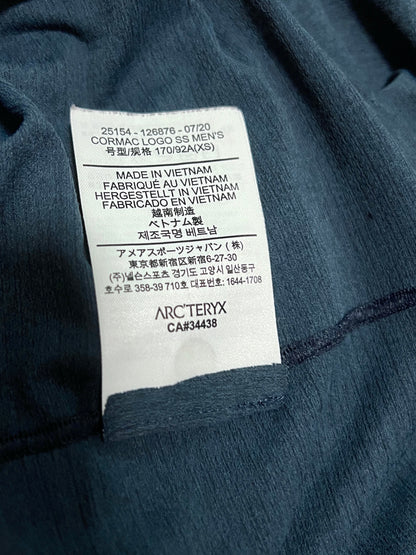 25154 - 126876 - 07/20
CORMAC LOGO SS MEN'S
号型/规格 170/92A(XS)
MADE IN VIETNAM
FABRIQUÉ AU VIETNAM
HERGESTELLT IN VIETNAM
FABRICADO EN VIETNAM
越南制造
ベトナム製
제조국명 베트남
アメアスポーツジャパン (株)
東京都新宿区新宿6-27-30
(주)넬슨스포츠 경기도 고양시 일산동구
호수로 358-39 710호 대표번호: 1644-1708
ARC'TERYX
CA#34438